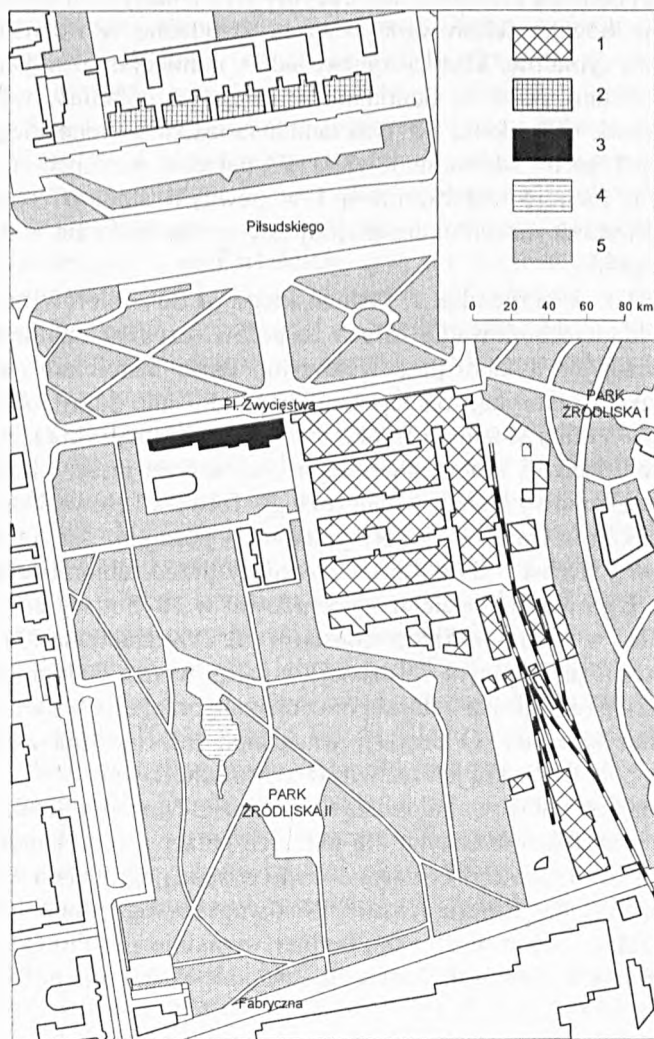 1
2
3
4
5
Piłsudskiego
0 20 40 60 80 km
PARK
ŹRÓDLISKA I
Pl. Zwycięstwa
PARK
ŹRÓDLISKA II
Fabryczna